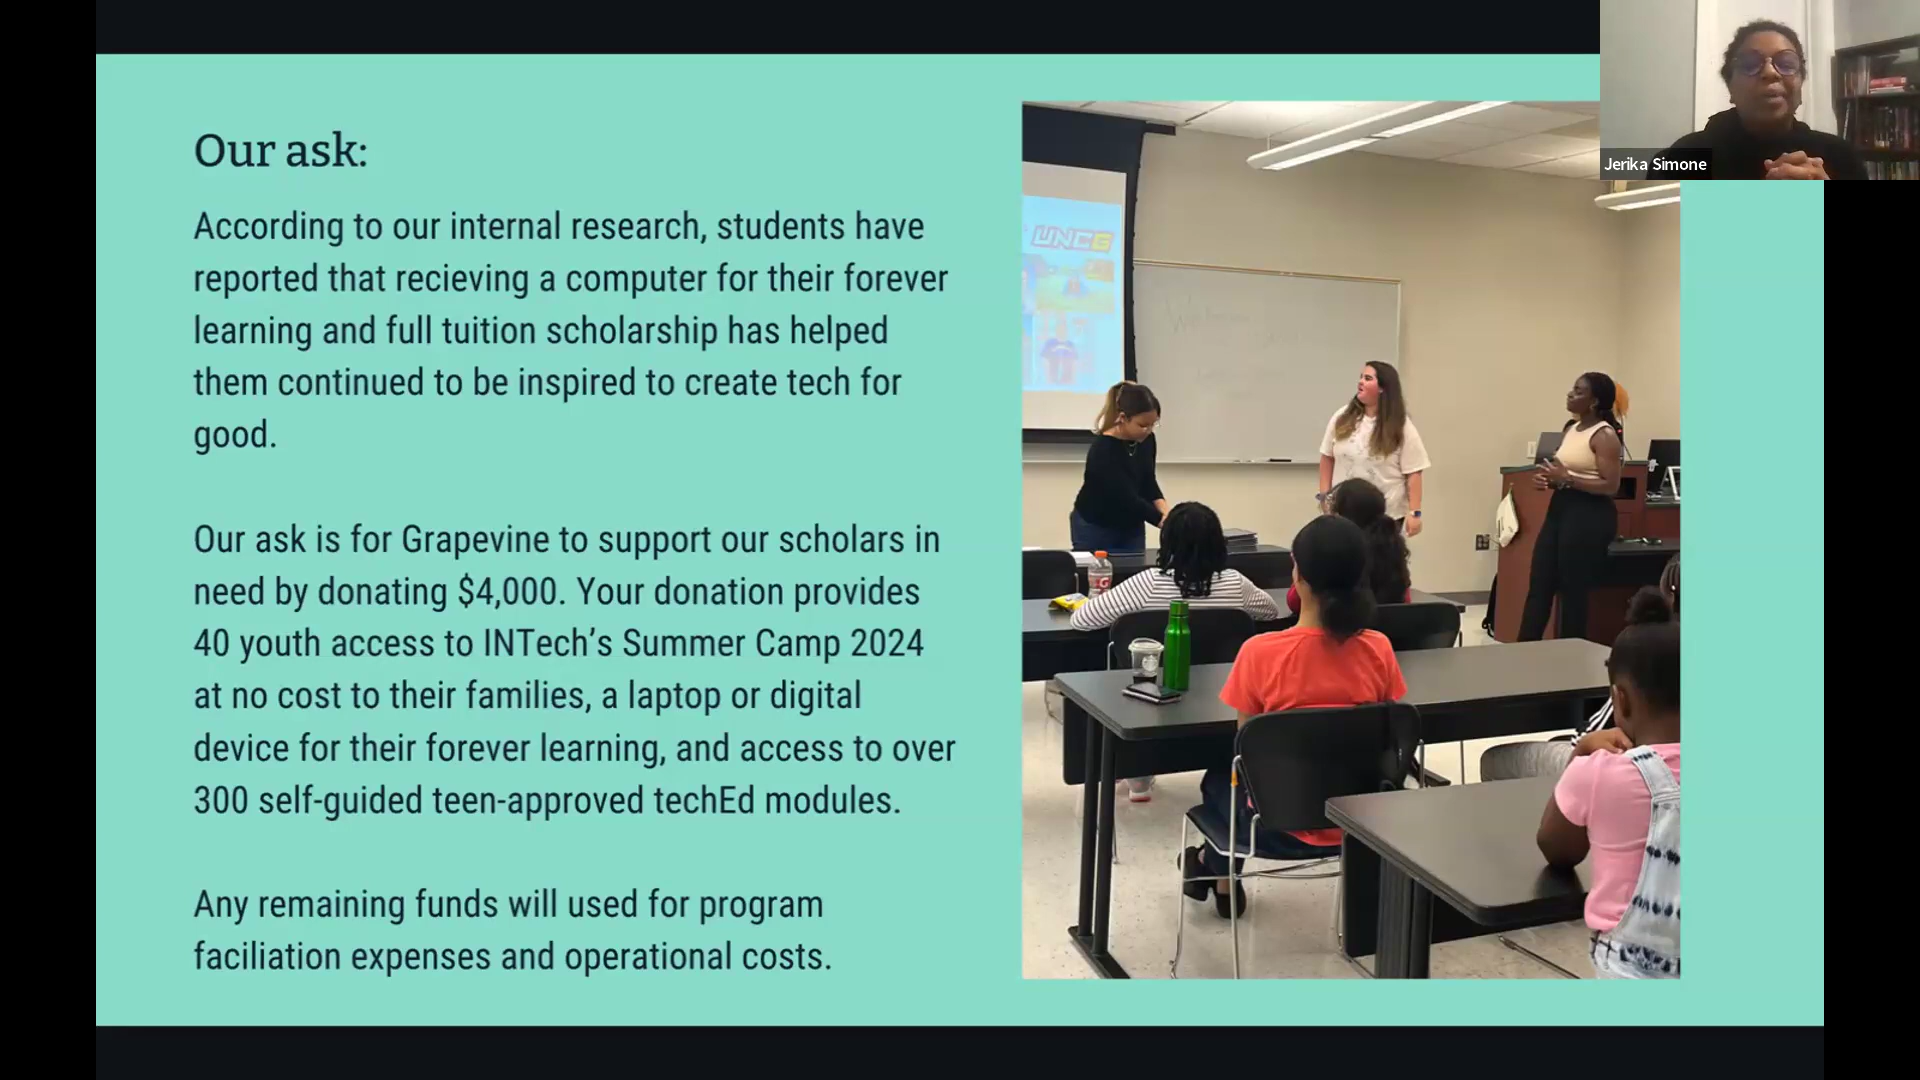 Our ask:
According to our internal research, students have
reported that recieving a computer for their forever
learning and full tuition scholarship has helped
them continued to be inspired to create tech for
good.
Our ask is for Grapevine to support our scholars in
need by donating $4,000. Your donation provides
40 youth access to INTech’s Summer Camp 2024
at no cost to their families, a laptop or digital
device for their forever learning, and access to over
300 self-guided teen-approved techEd modules.
Any remaining funds will used for program
faciliation expenses and operational costs.
UNCG
Jerika Simone